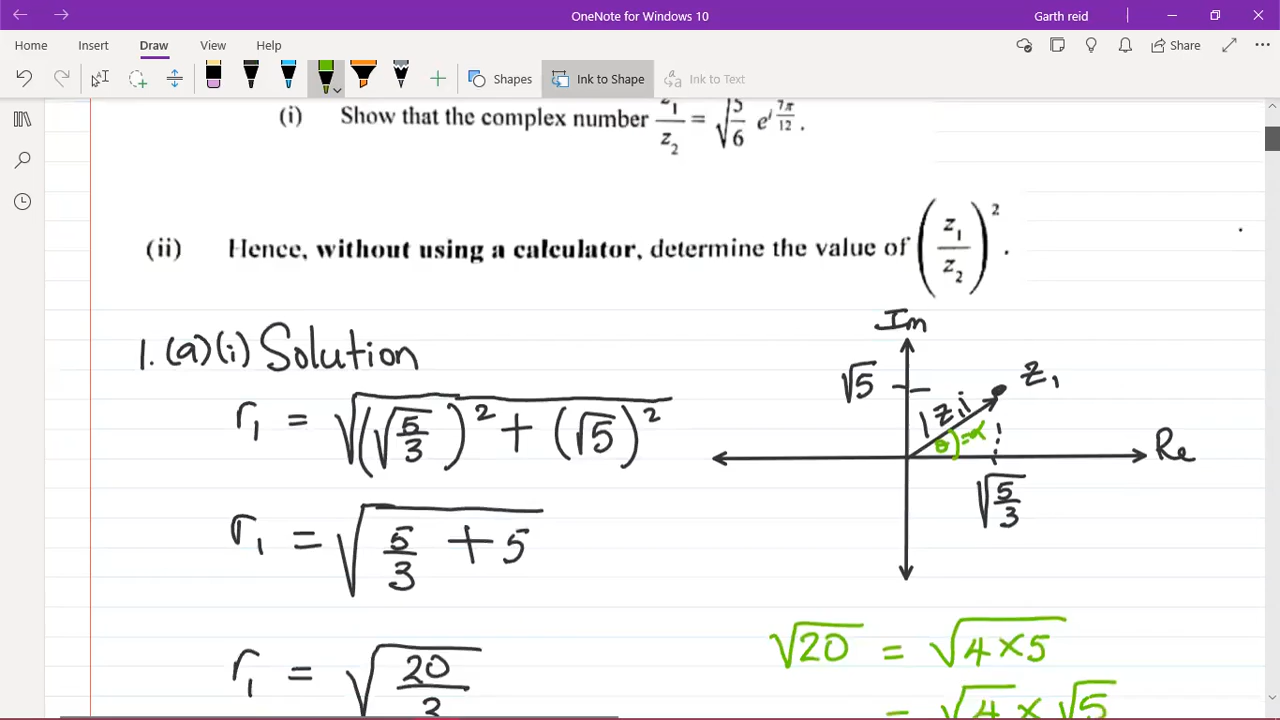 OneNote for Windows 10
Garth reid
Home Insert Draw View Help
Share
Shapes Ink to Shape Ink to Text
(i) Show that the complex number z₁/z₂ = √(5/6) e^(i 7π/12).
(ii) Hence, without using a calculator, determine the value of (z₁/z₂)².
1.(a)(i) Solution
r₁ = √((√(5/3))² + (√5)²)
r₁ = √(5/3 + 5)
r₁ = √(20/3)
Im
√5
z₁
|z₁|
θ = α
Re
√(5/3)
√20 = √(4×5)
= √4 × √5